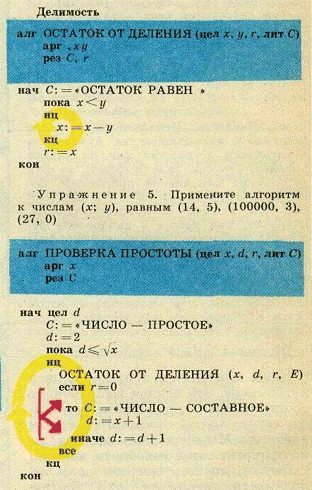 Делимость
алг ОСТАТОК ОТ ДЕЛЕНИЯ (цел x, y, r, лит C)
арг ,xy
рез C, r
нач C: = «ОСТАТОК РАВЕН »
пока x < y
нц
x: = x — y
кц
r: = x
кон
Упражнение 5. Примените алгоритм
к числам (x; y), равным (14, 5), (100000, 3),
(27, 0)
алг ПРОВЕРКА ПРОСТОТЫ (цел x, d, r, лит C)
арг x
рез C
нач цел d
C: = «ЧИСЛО — ПРОСТОЕ»
d: = 2
пока d ⩽ √x
нц
ОСТАТОК ОТ ДЕЛЕНИЯ (x, d, r, E)
если r = 0
то C: = «ЧИСЛО — СОСТАВНОЕ»
d: = x + 1
иначе d: = d + 1
все
кц
кон